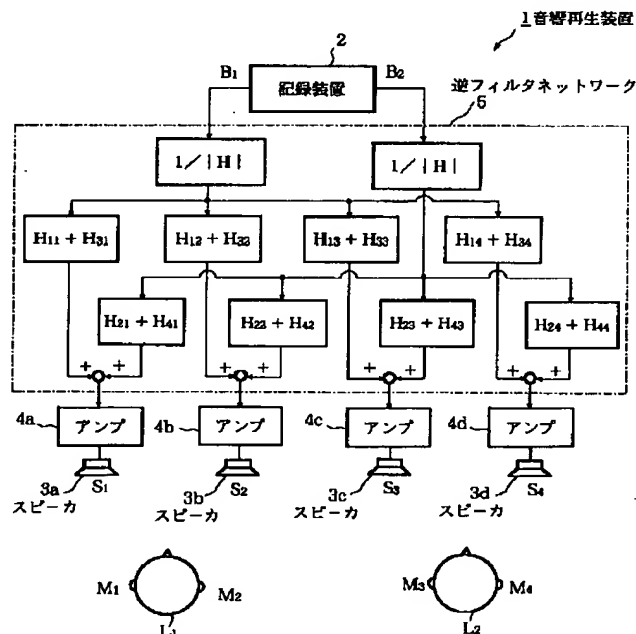 1音響再生装置
2
B1 記録装置 B2
逆フィルタネットワーク
5
1/|H| 1/|H|
H11 + H31 H12 + H32 H13 + H33 H14 + H34
H21 + H41 H22 + H42 H23 + H43 H24 + H44
+ + + + + + + +
4a アンプ 4b アンプ 4c アンプ 4d アンプ
3a S1 3b S2 3c S3 3d S4
スピーカ スピーカ スピーカ スピーカ
M1 M2 M3 M4
L1 L2